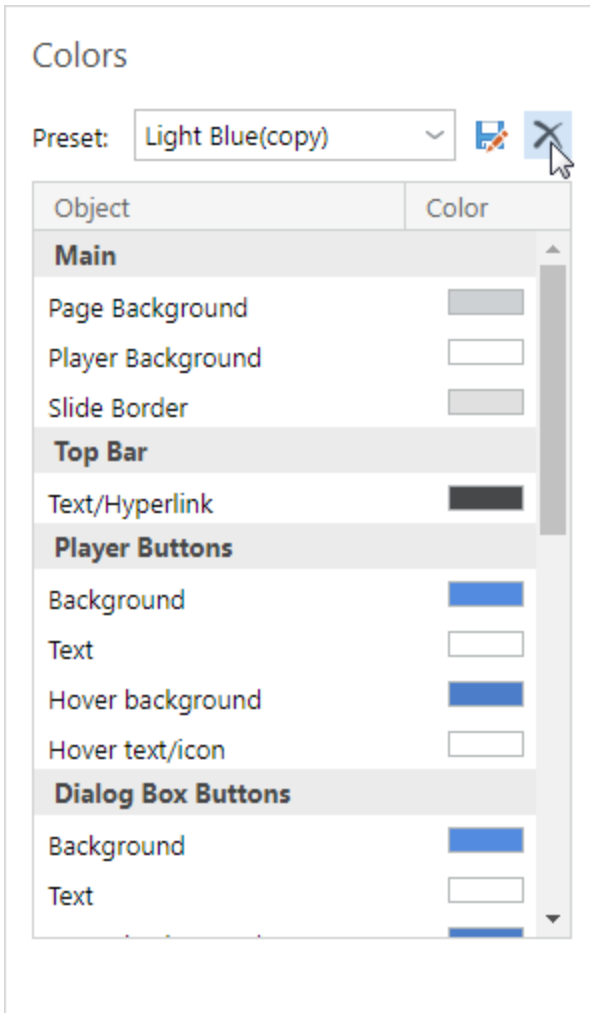 Colors
Preset: Light Blue(copy)
Object Color
Main
Page Background
Player Background
Slide Border
Top Bar
Text/Hyperlink
Player Buttons
Background
Text
Hover background
Hover text/icon
Dialog Box Buttons
Background
Text